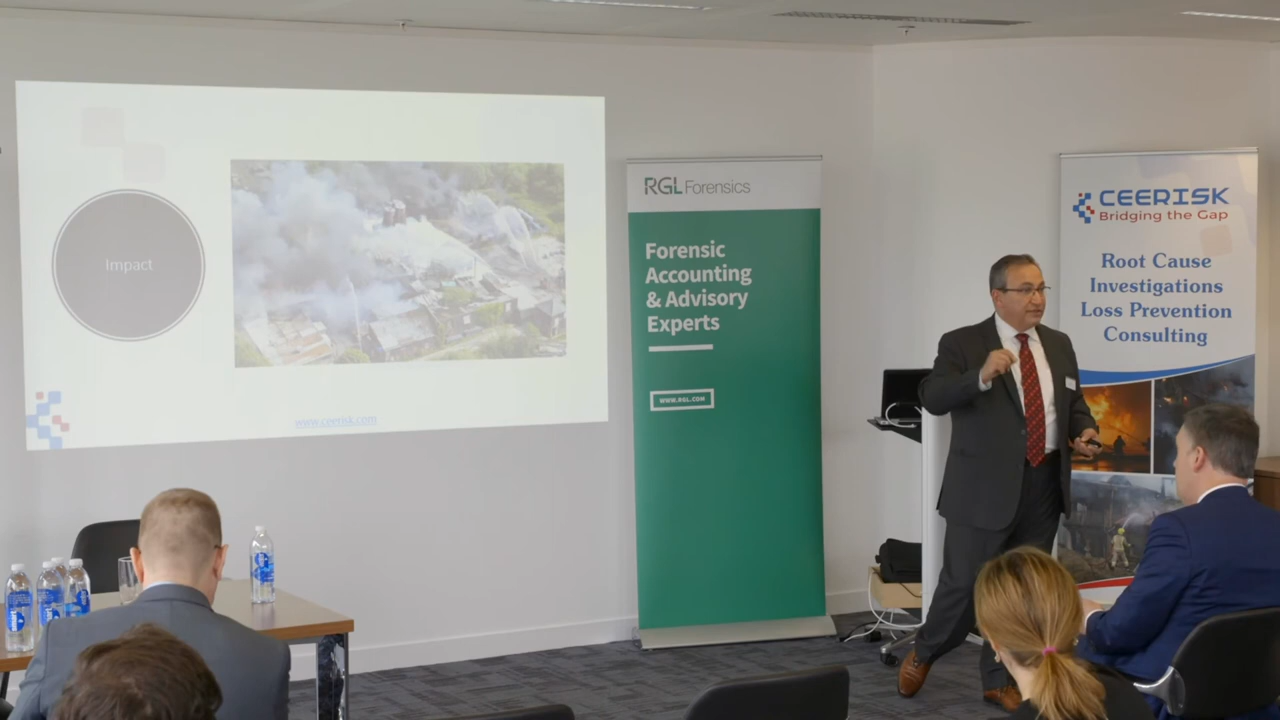 Impact
www.ceerisk.com
RGL Forensics
Forensic
Accounting
& Advisory
Experts
WWW.RGL.COM
CEERISK
Bridging the Gap
Root Cause
Investigations
Loss Prevention
Consulting